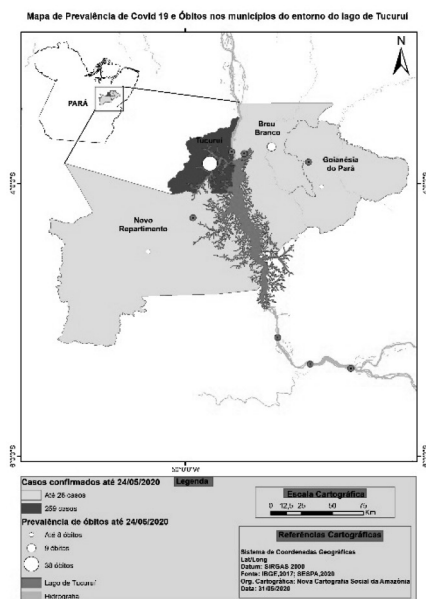 Mapa de Prevalência de Covid 19 e Óbitos nos municípios do entorno do lago de Tucuruí
N
PARÁ
Breu
Branco
Tucuruí
Goianésia
do Pará
Novo
Repartimento
52°0'0"W
Casos confirmados até 24/05/2020
Legenda
Até 26 casos
259 casos
Prevalência de óbitos até 24/05/2020
Até 8 óbitos
9 óbitos
38 óbitos
Lago de Tucuruí
Hidrografia
Escala Cartográfica
0 12,5 25 50 75
Km
Referências Cartográficas
Sistema de Coordenadas Geográficas
Lat/Long
Datum: SIRGAS 2000
Fonte: IBGE,2017; SESPA,2020
Org. Cartográfica: Nova Cartografia Social da Amazônia
Data: 31/05/2020